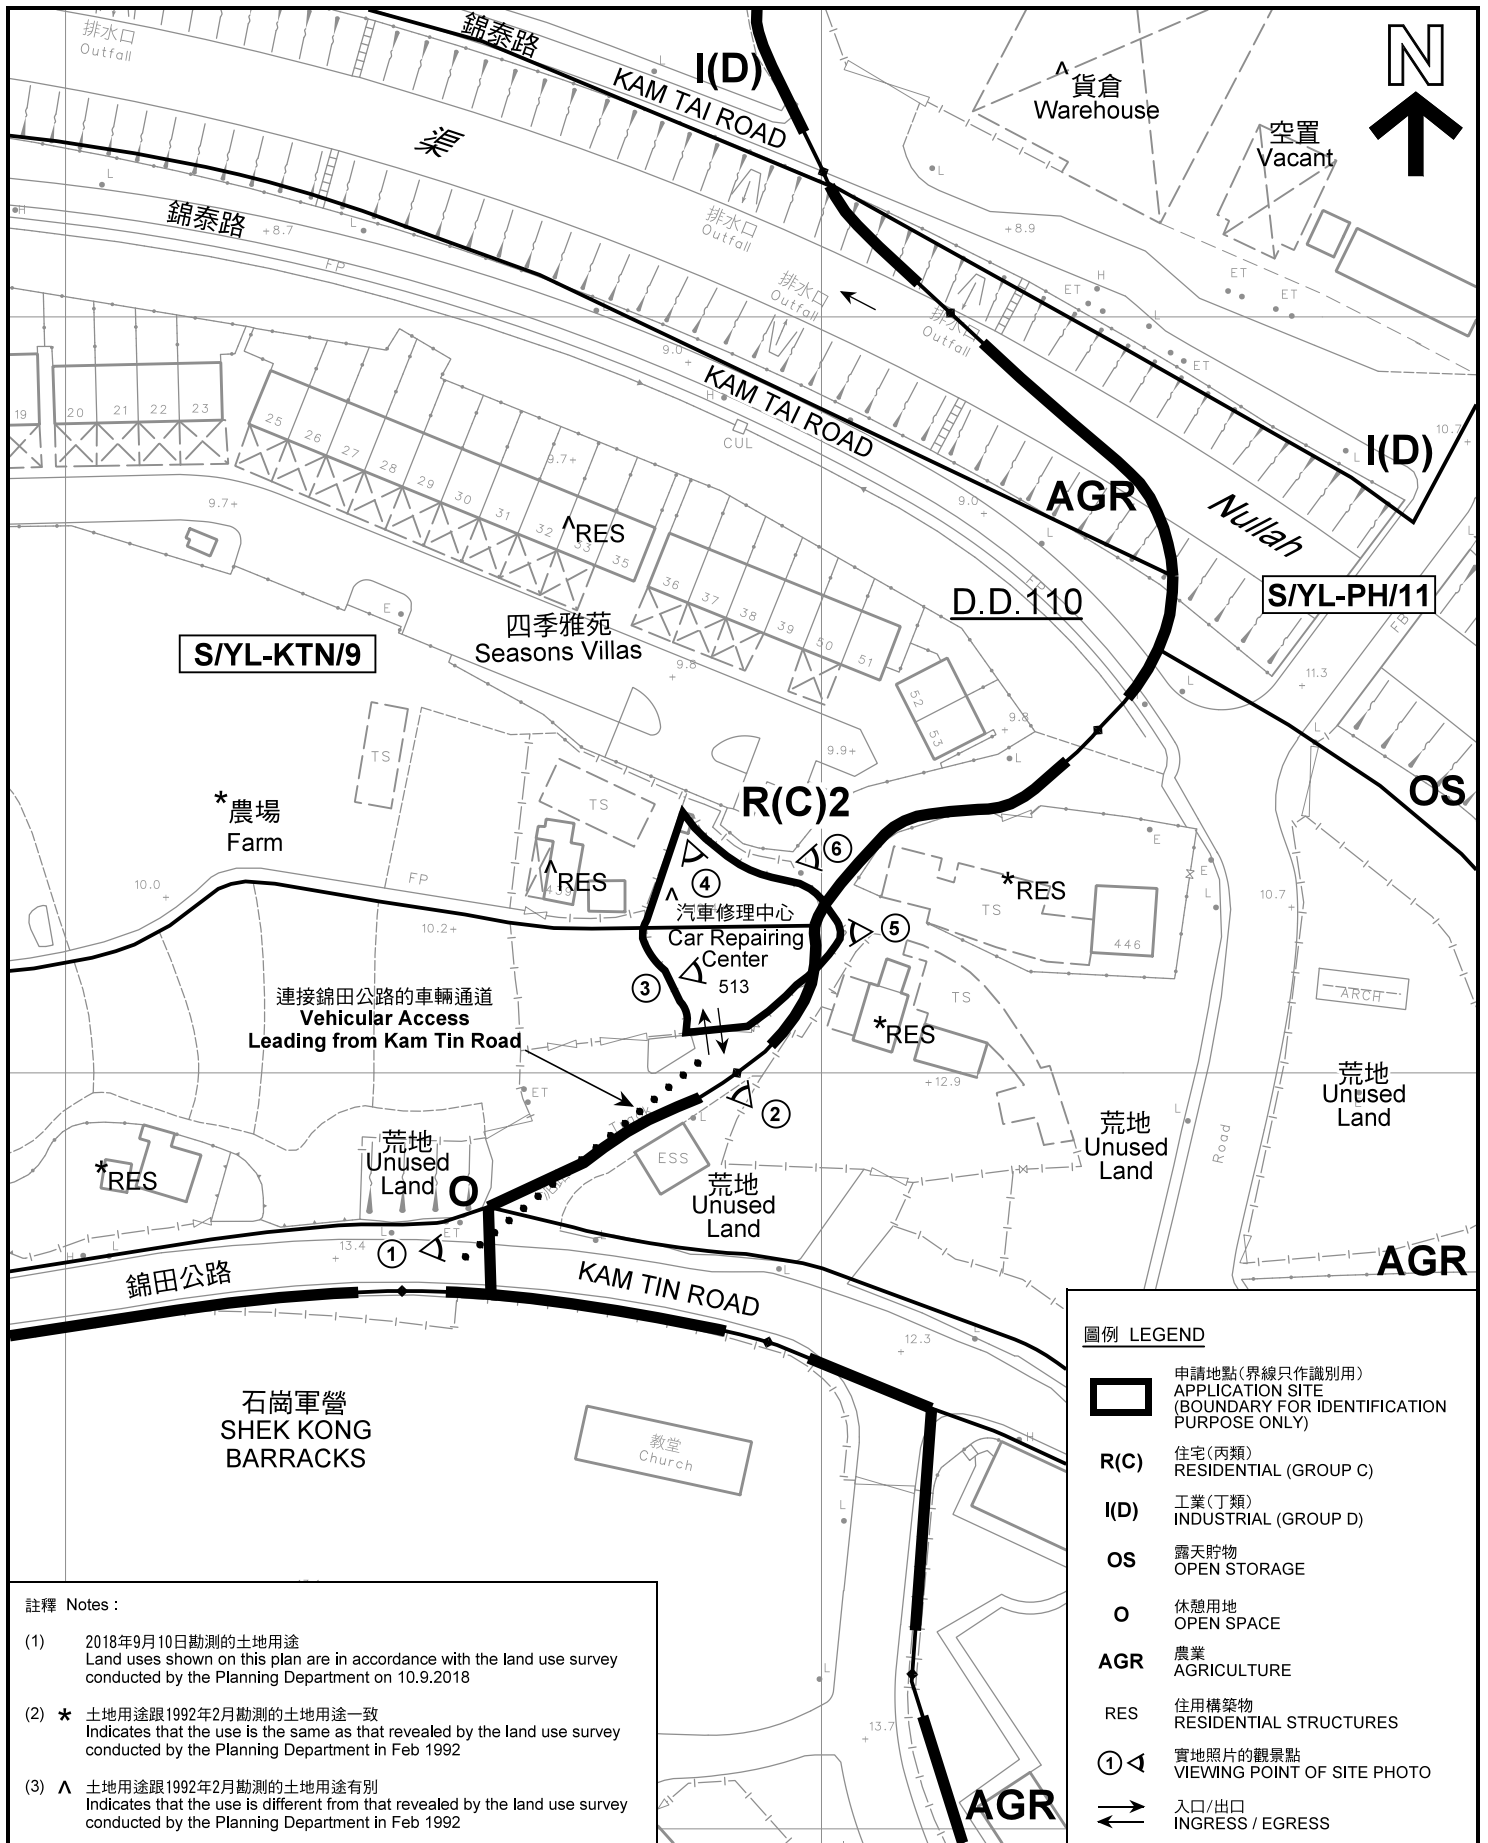 排水口
Outfall
錦泰路
I(D)
KAM TAI ROAD
貨倉
Warehouse
空置
Vacant
N
渠
錦泰路
排水口
Outfall
排水口
Outfall
排水口
Outfall
KAM TAI ROAD
CUL
I(D)
AGR
Nullah
D.D.110
S/YL-PH/11
19
20 21 22 23
25 26 27 28 29 30 31 32 33 35
^RES
36 37 38 39 50 51
52
53
四季雅苑
Seasons Villas
S/YL-KTN/9
OS
R(C)2
*農場
Farm
TS
TS
^RES
FP
*RES
TS
446
^
汽車修理中心
Car Repairing
Center
513
1
2
3
4
5
6
連接錦田公路的車輛通道
Vehicular Access
Leading from Kam Tin Road
*RES
TS
ARCH
荒地
Unused
Land
荒地
Unused
Land
荒地
Unused
Land
荒地
Unused
Land
ESS
*RES
O
Road
錦田公路
KAM TIN ROAD
AGR
石崗軍營
SHEK KONG
BARRACKS
教堂
Church
AGR
8.7
8.9
9.0
9.7
9.7
9.0
9.8
9.8
9.9
10.0
10.2
10.7
11.3
12.9
13.4
12.3
13.7
圖例 LEGEND
申請地點(界線只作識別用)
APPLICATION SITE
(BOUNDARY FOR IDENTIFICATION
PURPOSE ONLY)
R(C) 住宅(丙類)
RESIDENTIAL (GROUP C)
I(D) 工業(丁類)
INDUSTRIAL (GROUP D)
OS 露天貯物
OPEN STORAGE
O 休憩用地
OPEN SPACE
AGR 農業
AGRICULTURE
RES 住用構築物
RESIDENTIAL STRUCTURES
1 實地照片的觀景點
VIEWING POINT OF SITE PHOTO
入口/出口
INGRESS / EGRESS
註釋 Notes :
(1) 2018年9月10日勘測的土地用途
Land uses shown on this plan are in accordance with the land use survey
conducted by the Planning Department on 10.9.2018
(2) * 土地用途跟1992年2月勘測的土地用途一致
Indicates that the use is the same as that revealed by the land use survey
conducted by the Planning Department in Feb 1992
(3) ^ 土地用途跟1992年2月勘測的土地用途有別
Indicates that the use is different from that revealed by the land use survey
conducted by the Planning Department in Feb 1992